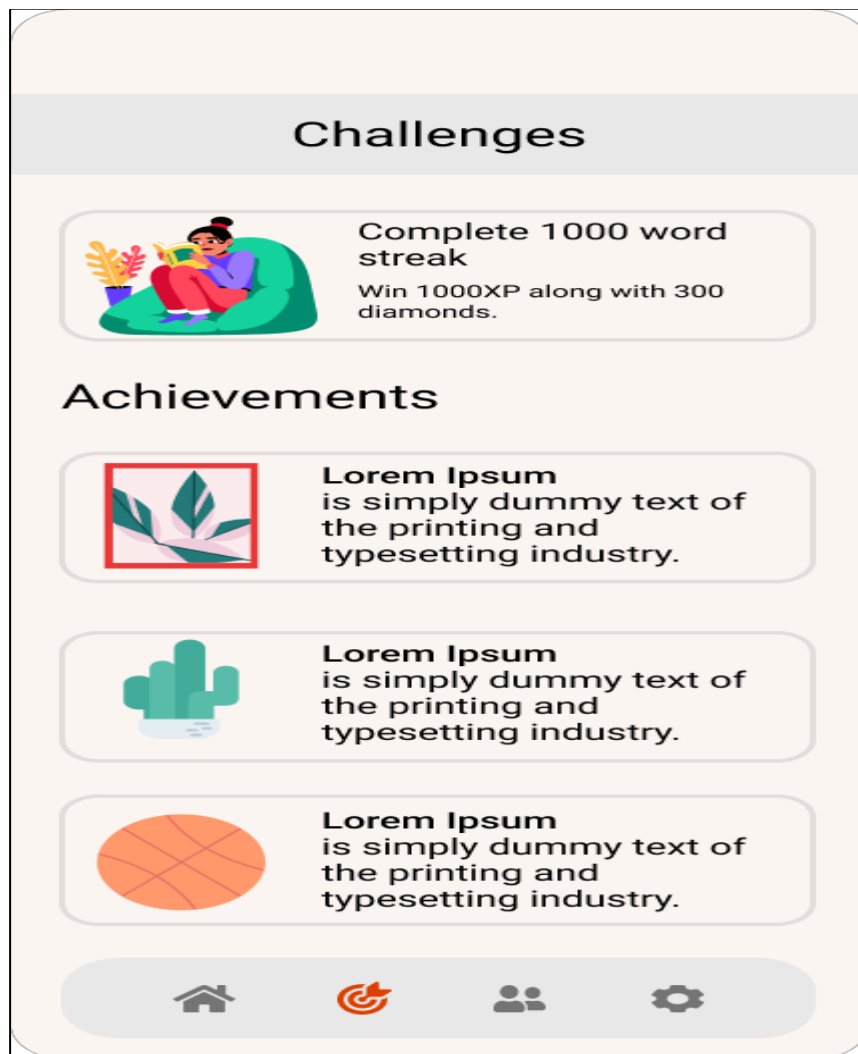 Challenges
Complete 1000 word
streak
Win 1000XP along with 300
diamonds.
Achievements
Lorem Ipsum
is simply dummy text of
the printing and
typesetting industry.
Lorem Ipsum
is simply dummy text of
the printing and
typesetting industry.
Lorem Ipsum
is simply dummy text of
the printing and
typesetting industry.